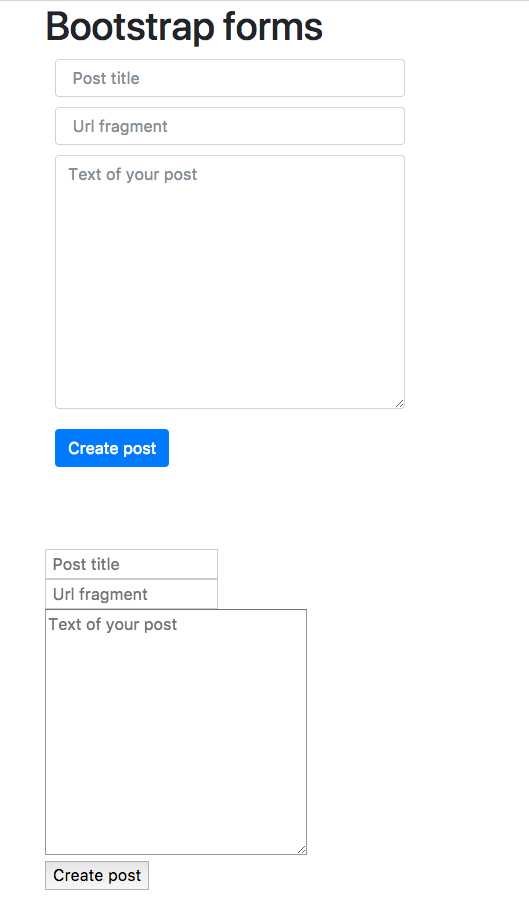 Bootstrap forms
Post title
Url fragment
Text of your post
Create post
Post title
Url fragment
Text of your post
Create post